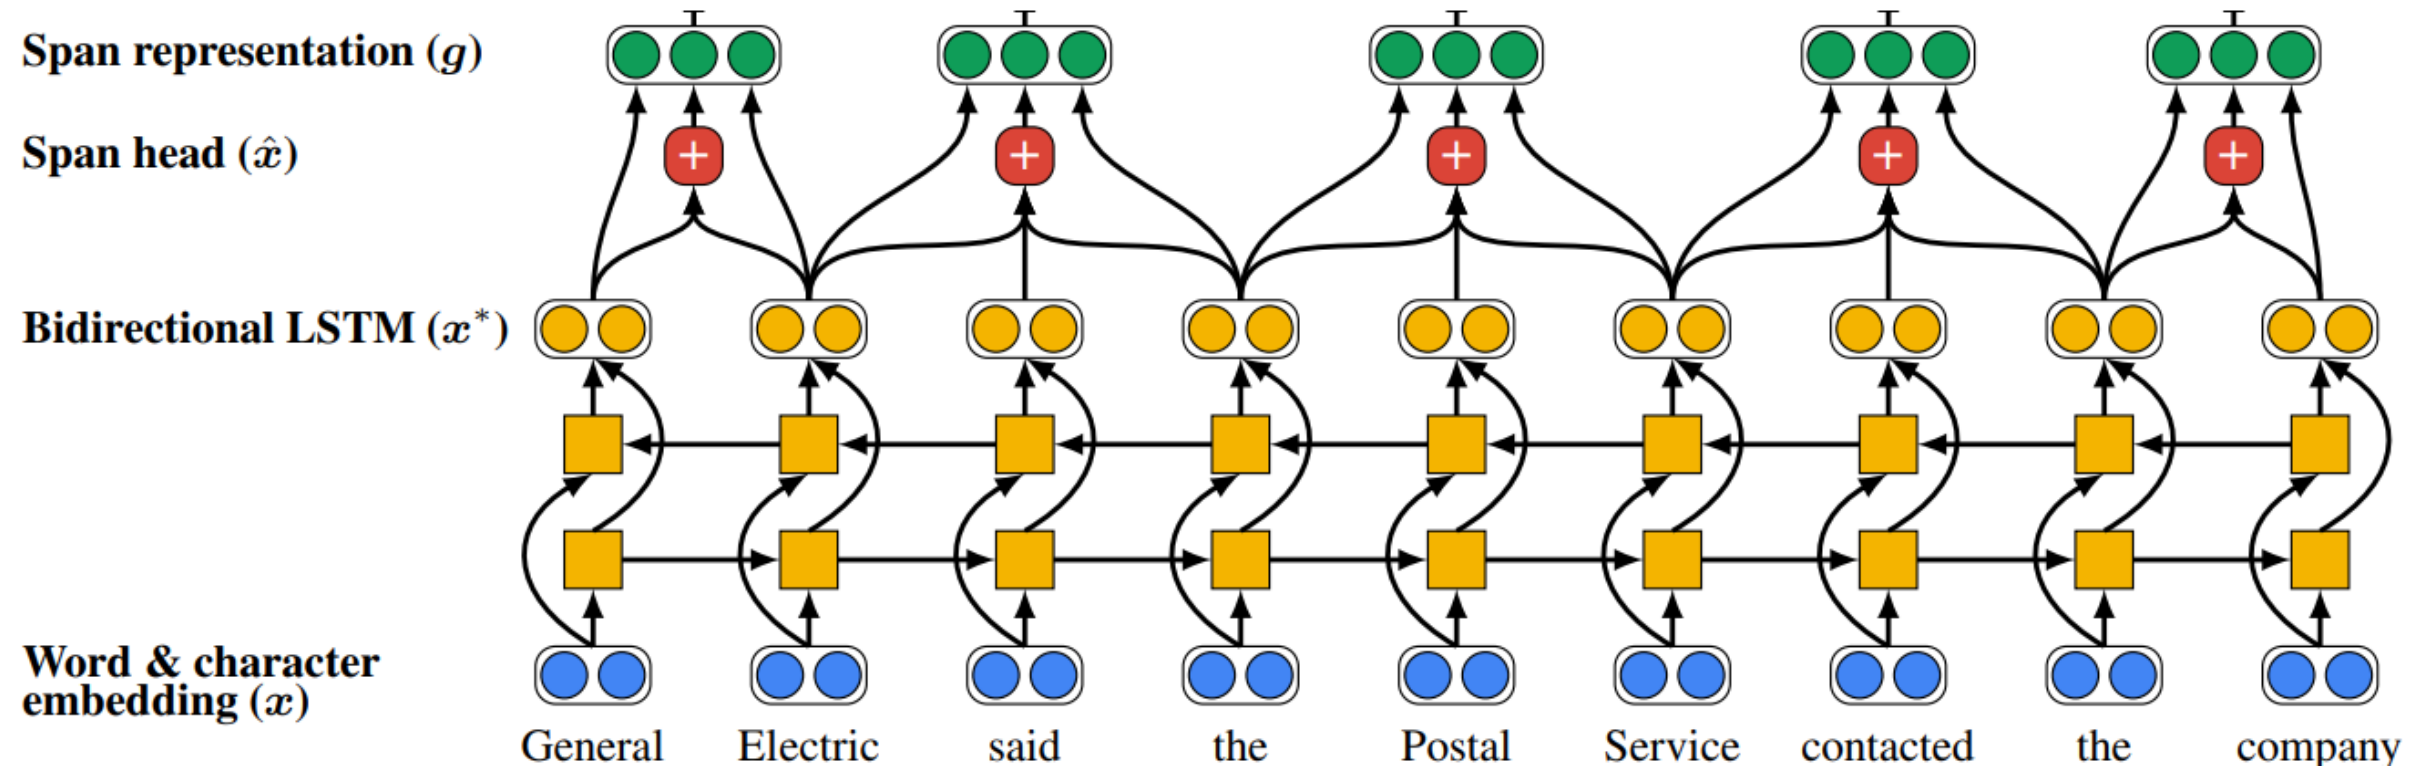 Span representation (g)
Span head (x̂)
+ + + + +
Bidirectional LSTM (x*)
Word & character
embedding (x)
General Electric said the Postal Service contacted the company